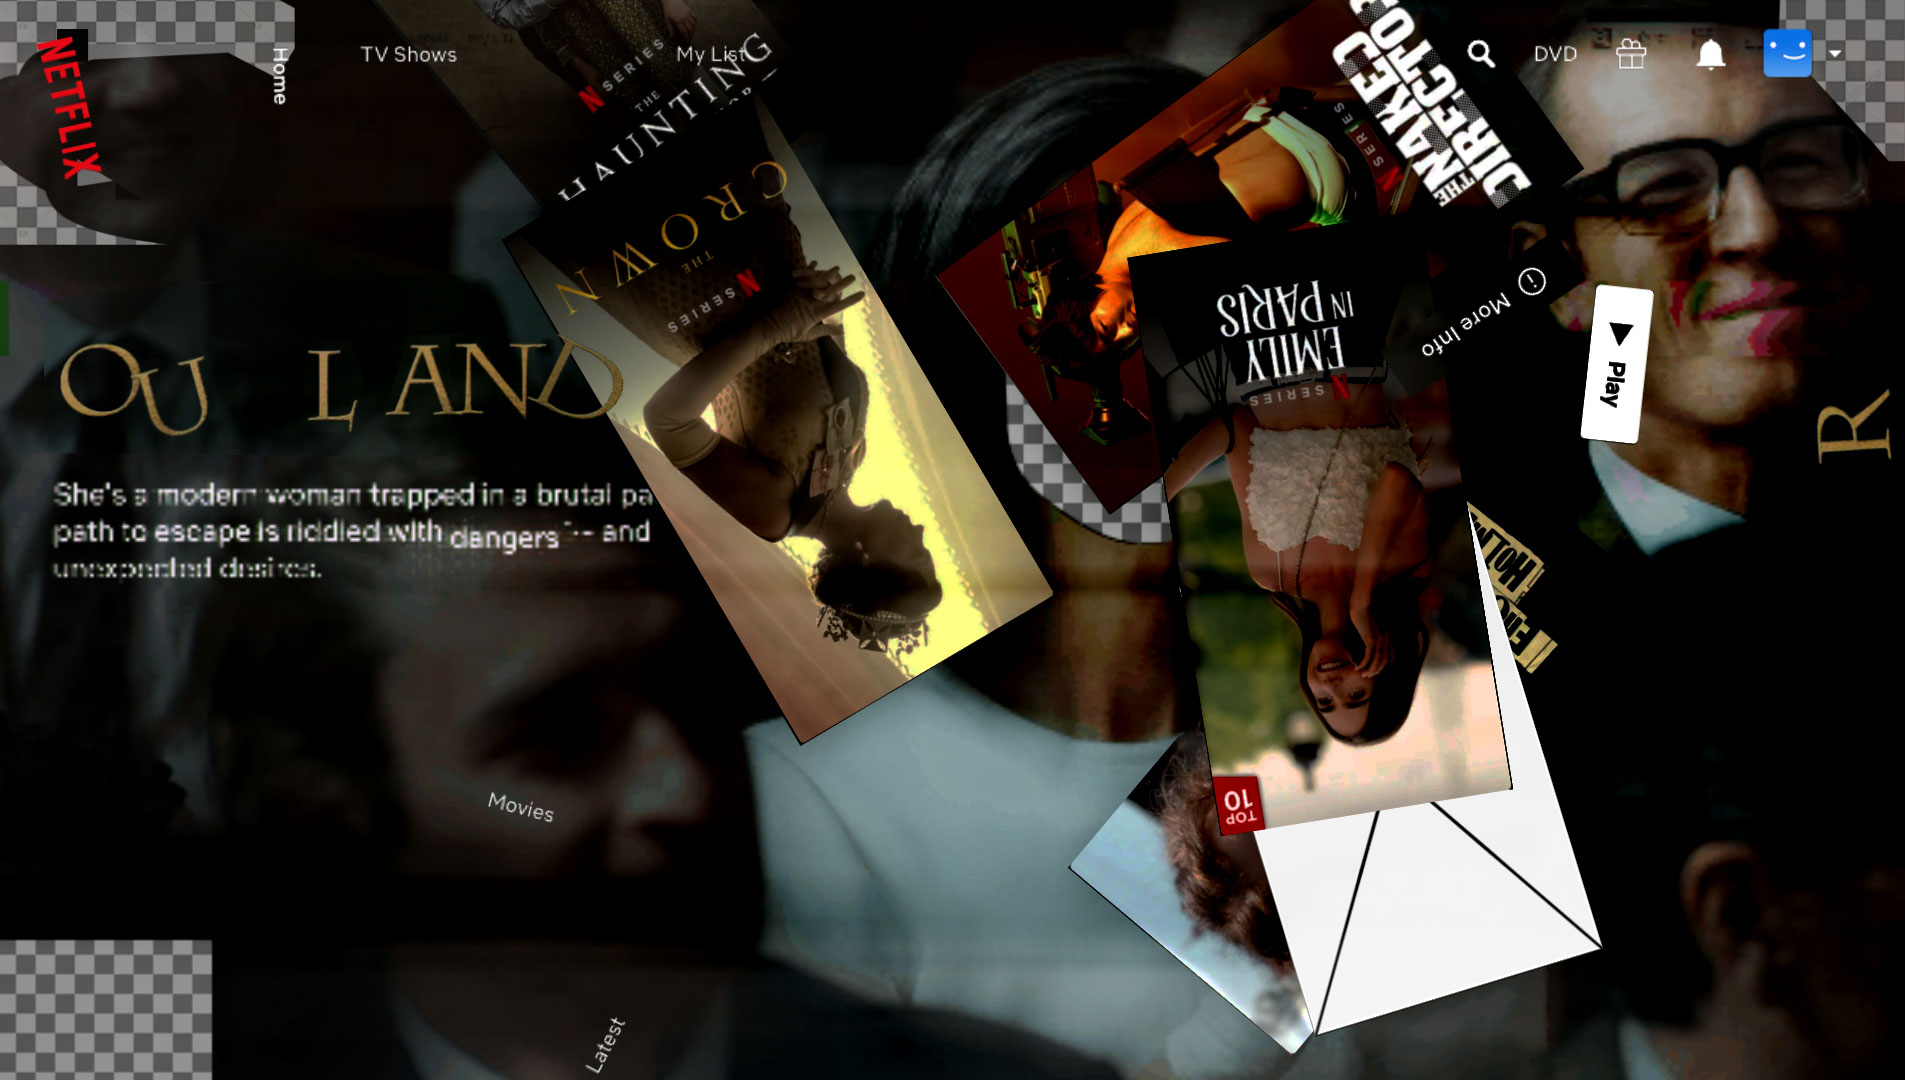 NETFLIX
Home
TV Shows
My List
DVD
SERIES
THE
HAUNTING
THE
CROWN
SERIES
SERIES
THE
NAKED
DIRECTOR
EMILY
IN PARIS
SERIES
TOP
10
More Info
Play
OU L AND
R
She's a modern woman trapped in a brutal pa
path to escape is riddled with dangers -- and
unexpected desires.
Movies
Latest